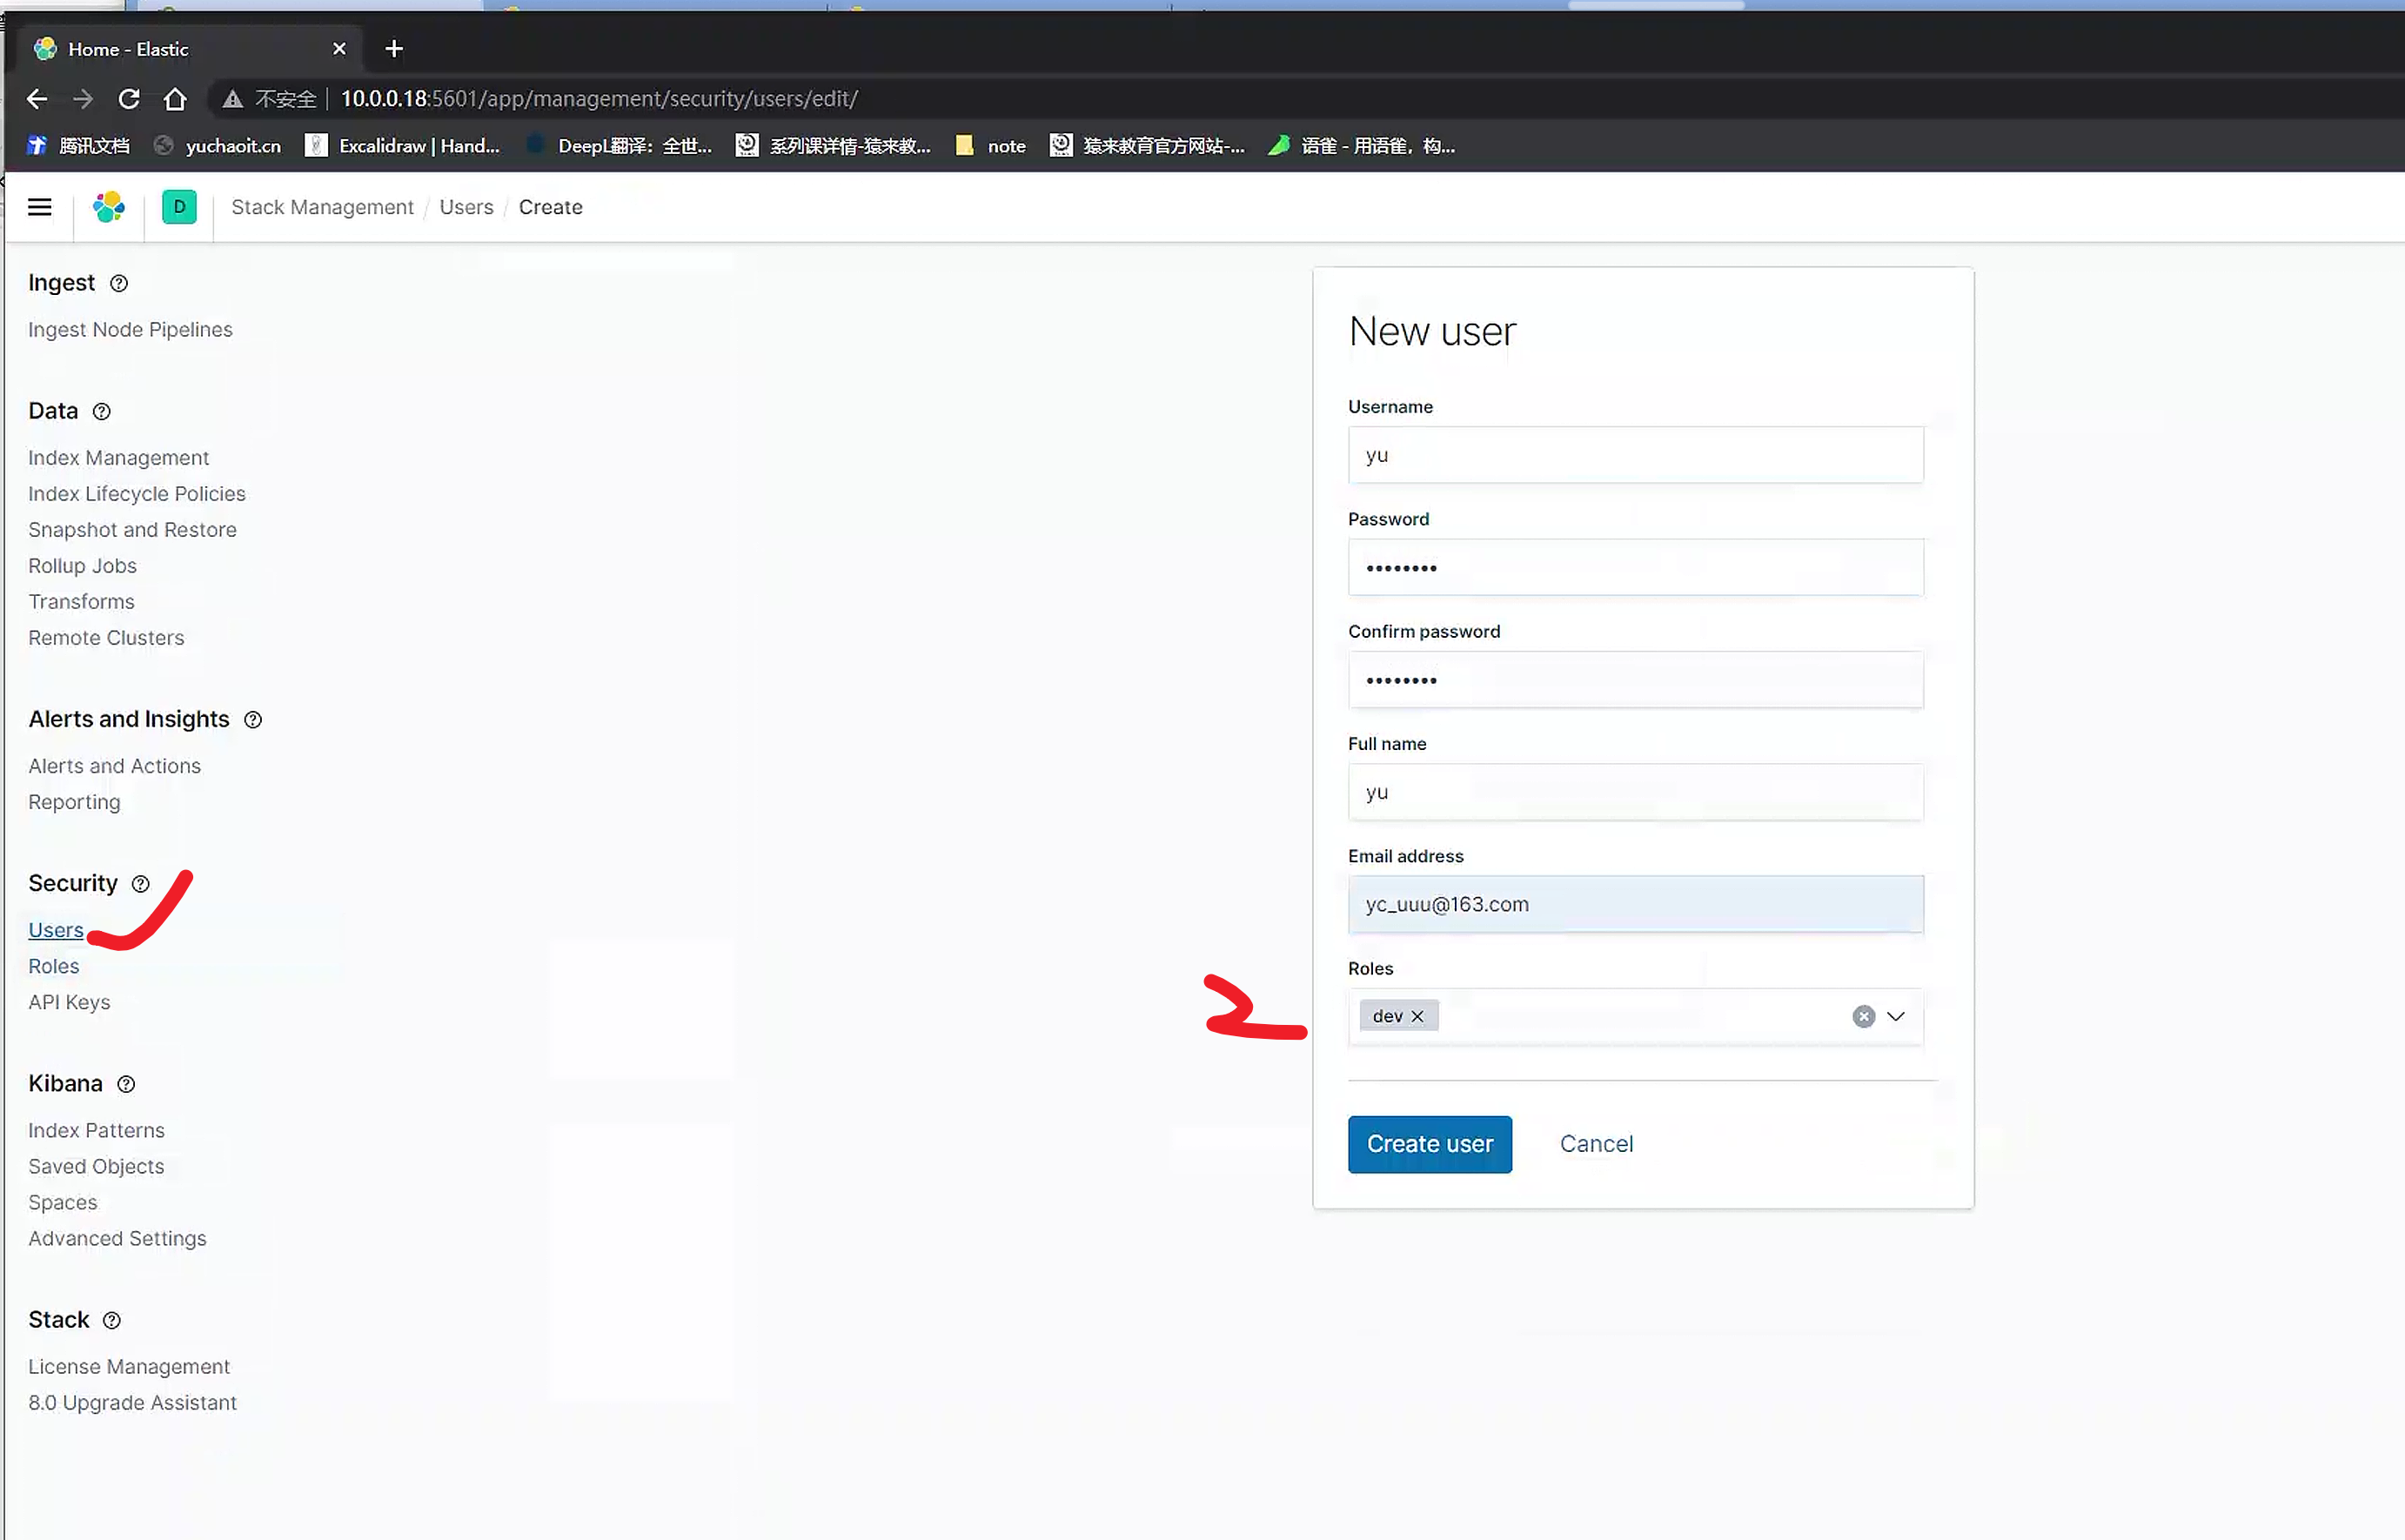 Home - Elastic
不安全 10.0.0.18:5601/app/management/security/users/edit/
腾讯文档 yuchaoit.cn Excalidraw | Hand... DeepL翻译：全世... 系列课详情-猿来教... note 猿来教育官方网站-... 语雀 - 用语雀，构...
D Stack Management / Users / Create
Ingest
Ingest Node Pipelines
Data
Index Management
Index Lifecycle Policies
Snapshot and Restore
Rollup Jobs
Transforms
Remote Clusters
Alerts and Insights
Alerts and Actions
Reporting
Security
Users
Roles
API Keys
Kibana
Index Patterns
Saved Objects
Spaces
Advanced Settings
Stack
License Management
8.0 Upgrade Assistant
New user
Username
yu
Password
••••••••
Confirm password
••••••••
Full name
yu
Email address
yc_uuu@163.com
Roles
2
dev
Create user Cancel